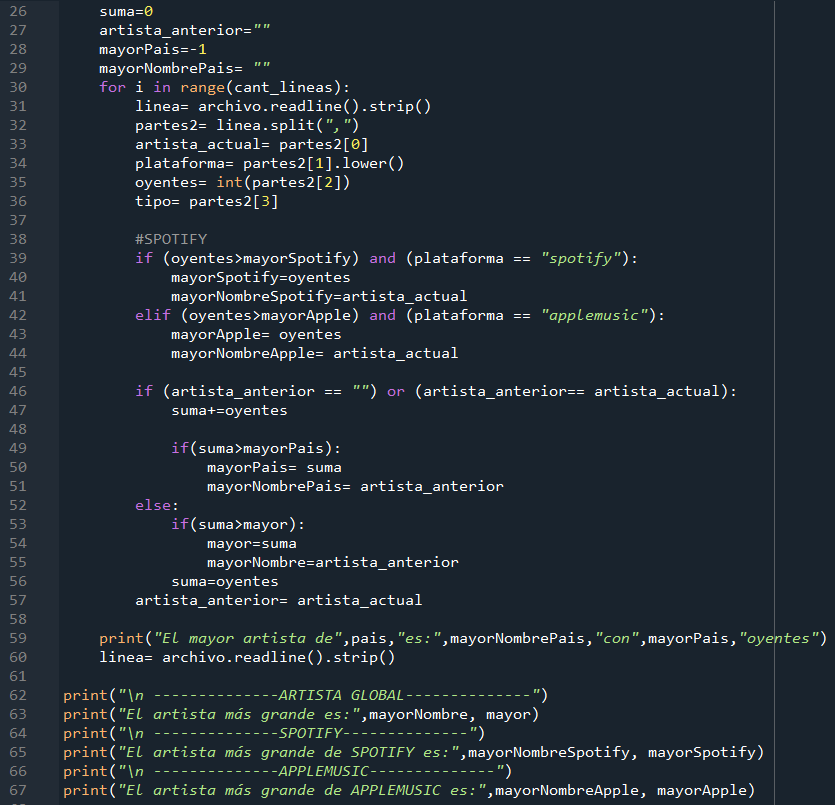 26 suma=0
27 artista_anterior=""
28 mayorPais=-1
29 mayorNombrePais= ""
30 for i in range(cant_lineas):
31 linea= archivo.readline().strip()
32 partes2= linea.split(",")
33 artista_actual= partes2[0]
34 plataforma= partes2[1].lower()
35 oyentes= int(partes2[2])
36 tipo= partes2[3]
37
38 #SPOTIFY
39 if (oyentes>mayorSpotify) and (plataforma == "spotify"):
40 mayorSpotify=oyentes
41 mayorNombreSpotify=artista_actual
42 elif (oyentes>mayorApple) and (plataforma == "applemusic"):
43 mayorApple= oyentes
44 mayorNombreApple= artista_actual
45
46 if (artista_anterior == "") or (artista_anterior== artista_actual):
47 suma+=oyentes
48
49 if(suma>mayorPais):
50 mayorPais= suma
51 mayorNombrePais= artista_anterior
52 else:
53 if(suma>mayor):
54 mayor=suma
55 mayorNombre=artista_anterior
56 suma=oyentes
57 artista_anterior= artista_actual
58
59 print("El mayor artista de",pais,"es:",mayorNombrePais,"con",mayorPais,"oyentes")
60 linea= archivo.readline().strip()
61
62 print("\n --------------ARTISTA GLOBAL--------------")
63 print("El artista más grande es:",mayorNombre, mayor)
64 print("\n --------------SPOTIFY--------------")
65 print("El artista más grande de SPOTIFY es:",mayorNombreSpotify, mayorSpotify)
66 print("\n --------------APPLEMUSIC--------------")
67 print("El artista más grande de APPLEMUSIC es:",mayorNombreApple, mayorApple)